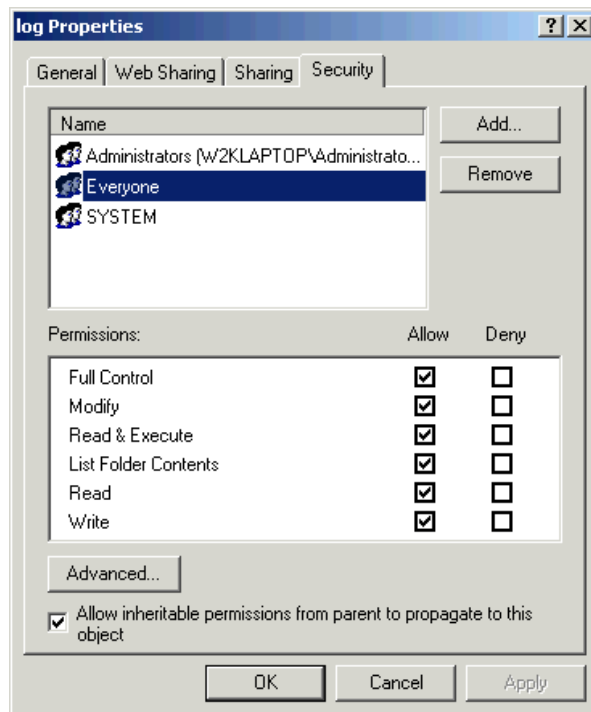 log Properties
General Web Sharing Sharing Security
Name
Administrators (W2KLAPTOP\Administrato...
Everyone
SYSTEM
Add...
Remove
Permissions: Allow Deny
Full Control
Modify
Read & Execute
List Folder Contents
Read
Write
Advanced...
Allow inheritable permissions from parent to propagate to this
object
OK Cancel Apply